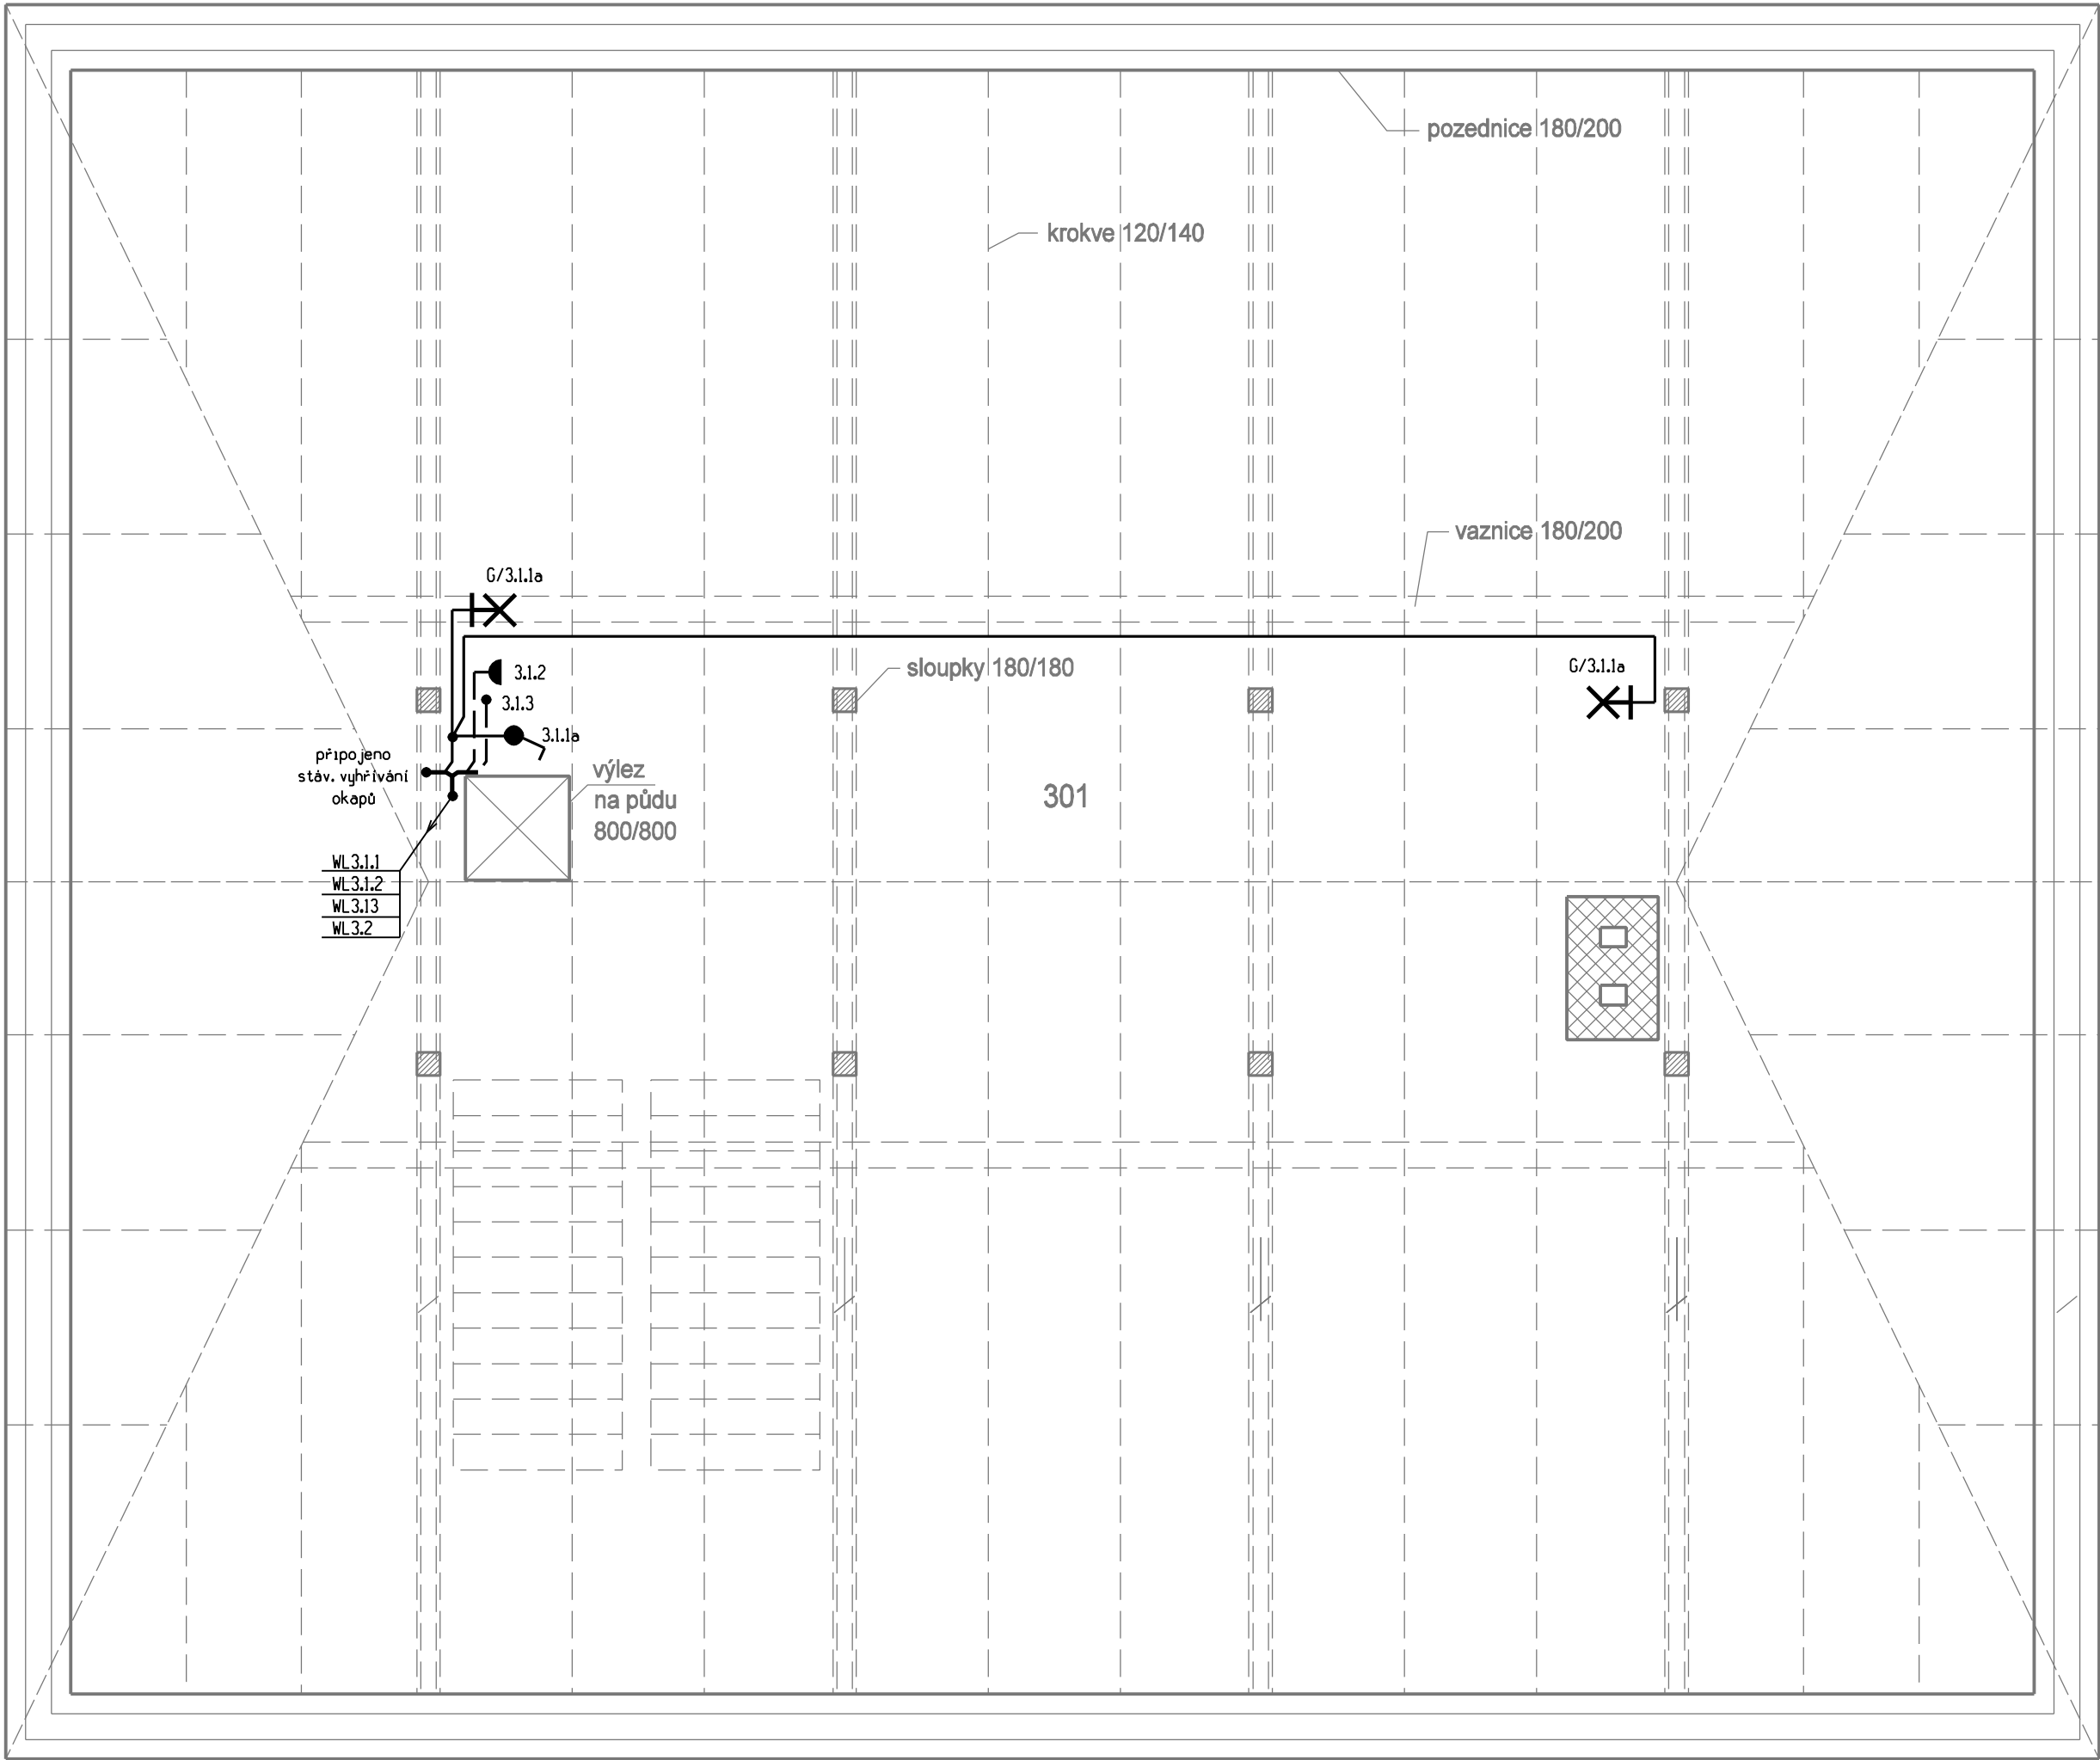 pozednice 180/200
krokve 120/140
vaznice 180/200
G/3.1.1a
sloupky 180/180
G/3.1.1a
3.1.2
3.1.3
3.1.1a
připojeno
stáv. vyhřívání
okapů
výlez
na půdu
800/800
301
WL3.1.1
WL3.1.2
WL3.13
WL3.2